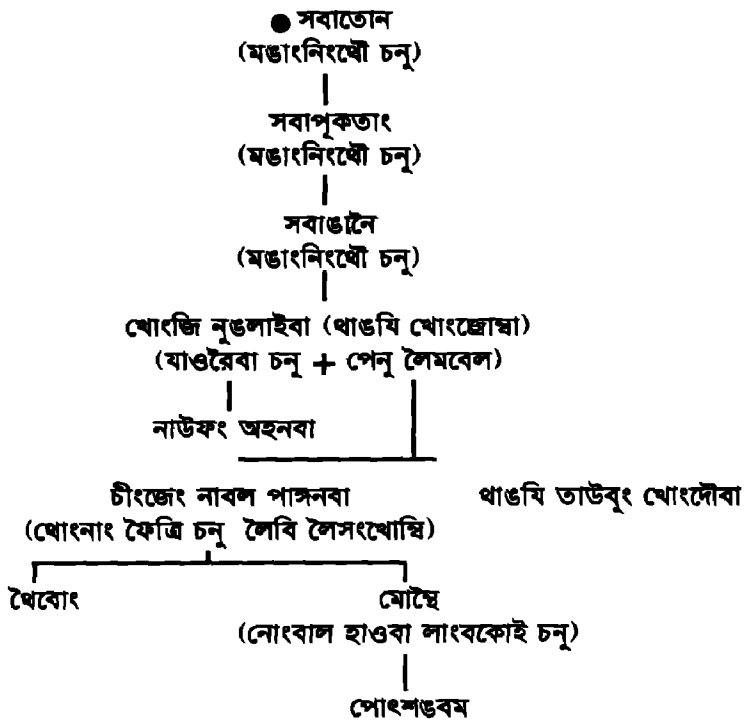 ● সবাতোন
(মঙাংনিংথৌ চনু)
সবাপূকতাং
(মঙাংনিংথৌ চনু)
সবাঙানৈ
(মঙাংনিংথৌ চনু)
খোংজি নুঙলাইবা (থাঙযি খোংজোম্বা)
(যাওরৈবা চনু + পেনু লৈমবেল)
নাউফং অহনবা
চীংজেং নাবল পাঙ্গনবা থাঙযি তাউবূং খোংদৌবা
(থোংনাং ফৈত্রি চনু লৈবি লৈসংখোম্বি)
থৈবোং মোন্থৈ
(নোংবাল হাওবা লাংবকোই চনু)
পোৎশঙবম